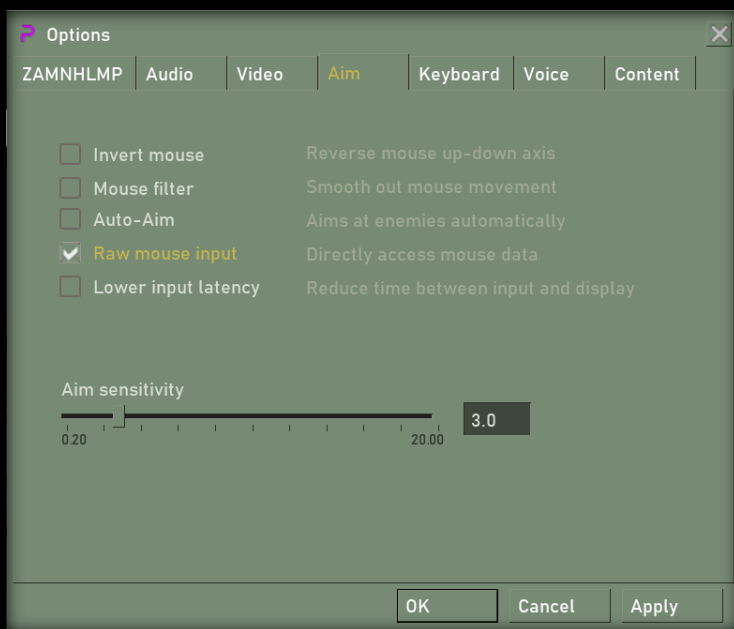 Options
ZAMNHLMP Audio Video Aim Keyboard Voice Content
Invert mouse Reverse mouse up-down axis
Mouse filter Smooth out mouse movement
Auto-Aim Aims at enemies automatically
Raw mouse input Directly access mouse data
Lower input latency Reduce time between input and display
Aim sensitivity
3.0
0.20 20.00
OK Cancel Apply